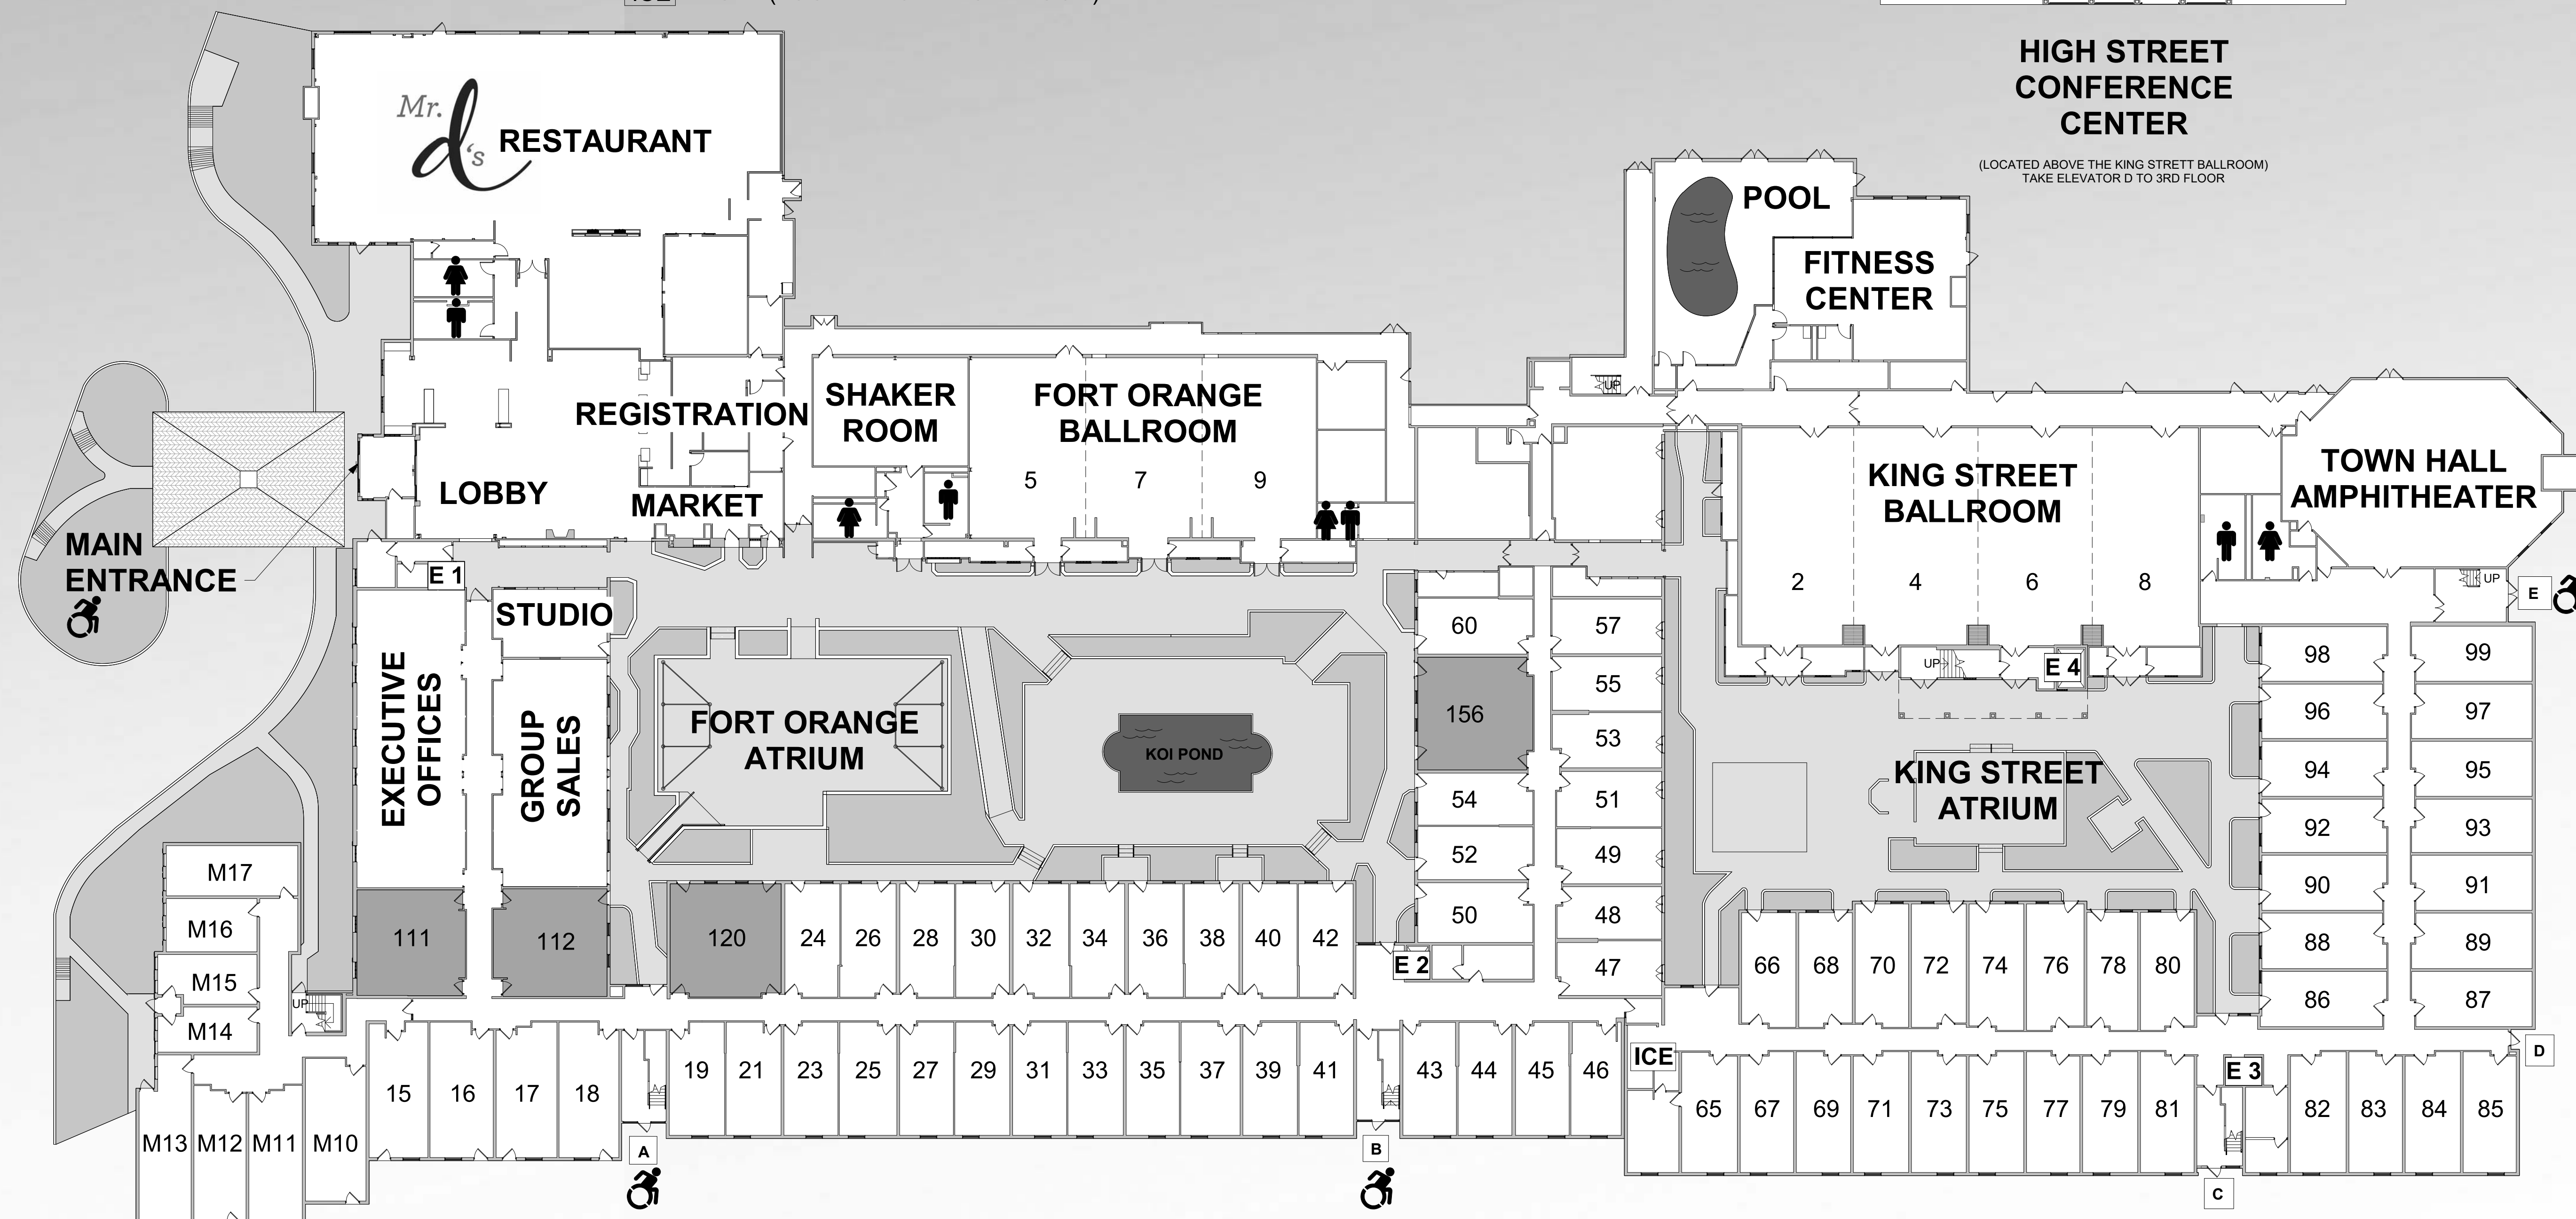 HIGH STREET
CONFERENCE
CENTER
(LOCATED ABOVE THE KING STRETT BALLROOM)
TAKE ELEVATOR D TO 3RD FLOOR
Mr. d's RESTAURANT
POOL
FITNESS
CENTER
UP
REGISTRATION
SHAKER
ROOM
FORT ORANGE
BALLROOM
5 7 9
LOBBY
MARKET
KING STREET
BALLROOM
2 4 6 8
TOWN HALL
AMPHITHEATER
MAIN
ENTRANCE
E 1
STUDIO
EXECUTIVE
OFFICES
GROUP
SALES
FORT ORANGE
ATRIUM
KOI POND
60 57
156 55
53
54 51
52 49
50 48
47
E 2
UP
E 4
UP
E
KING STREET
ATRIUM
98 99
96 97
94 95
92 93
90 91
88 89
86 87
111 112 120 24 26 28 30 32 34 36 38 40 42
66 68 70 72 74 76 78 80
M17
M16
M15
M14
UP
M13 M12 M11 M10
15 16 17 18 19 21 23 25 27 29 31 33 35 37 39 41 43 44 45 46
ICE
65 67 69 71 73 75 77 79 81
E 3
82 83 84 85
D
A
B
C